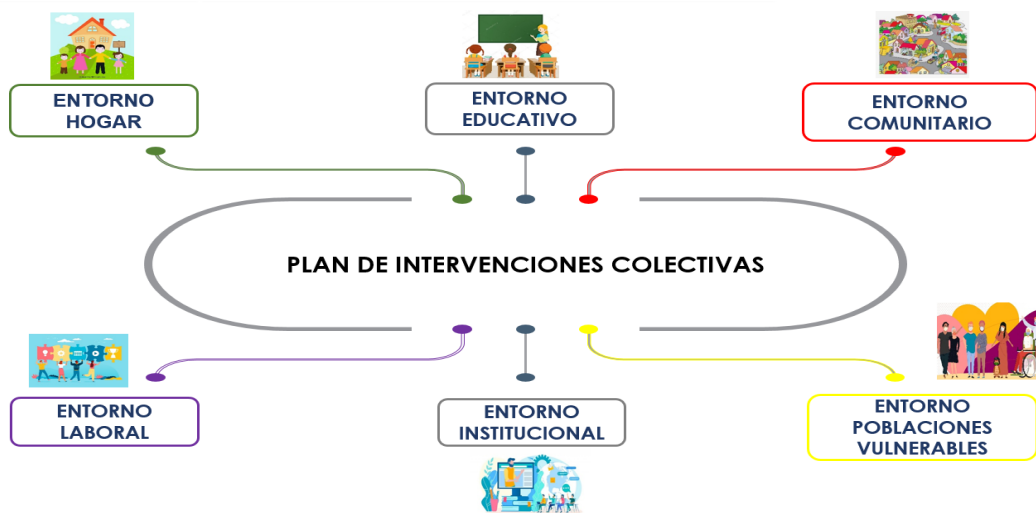 ENTORNO
HOGAR
ENTORNO
EDUCATIVO
ENTORNO
COMUNITARIO
PLAN DE INTERVENCIONES COLECTIVAS
ENTORNO
LABORAL
ENTORNO
INSTITUCIONAL
ENTORNO
POBLACIONES
VULNERABLES